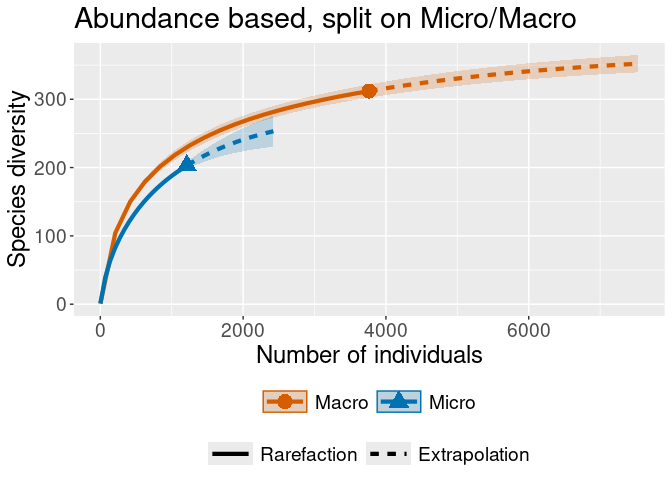 Abundance based, split on Micro/Macro
Species diversity
300
200
100
0
0 2000 4000 6000
Number of individuals
Macro Micro
Rarefaction Extrapolation